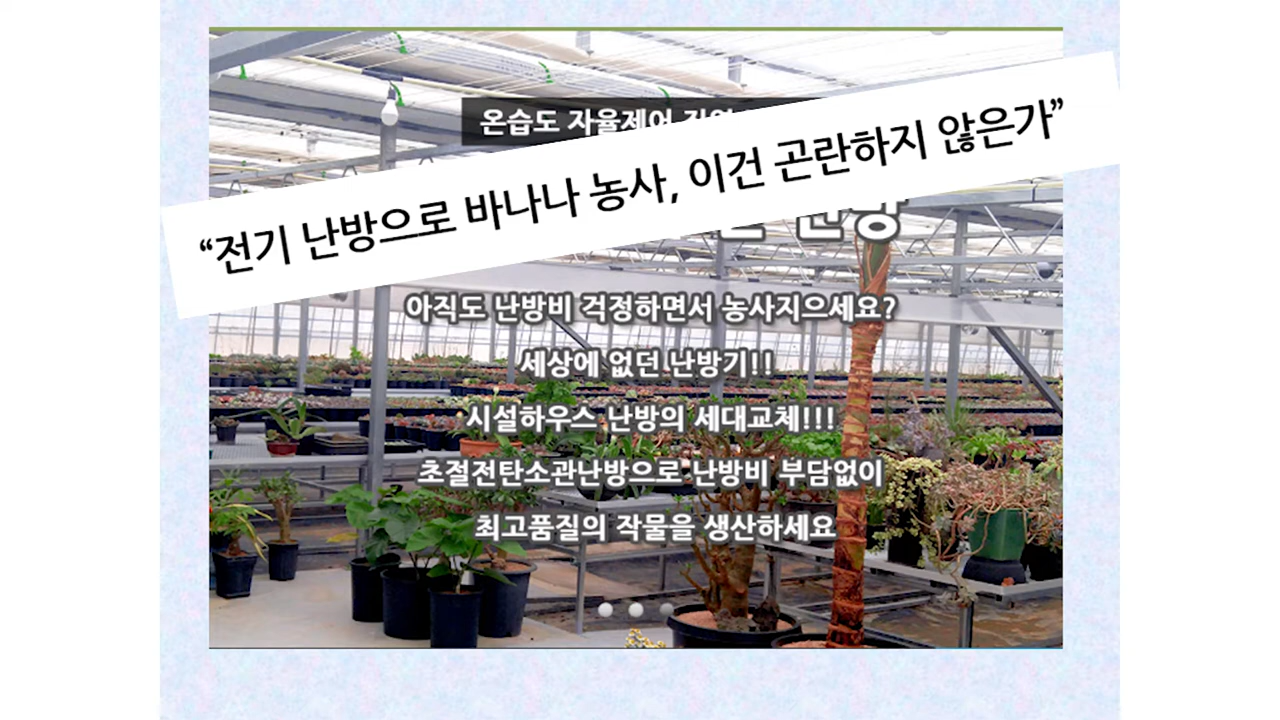 온습도 자율제어
“전기 난방으로 바나나 농사, 이건 곤란하지 않은가”
난방
아직도 난방비 걱정하면서 농사지으세요?
세상에 없던 난방기!!
시설하우스 난방의 세대교체!!!
초절전탄소관난방으로 난방비 부담없이
최고품질의 작물을 생산하세요